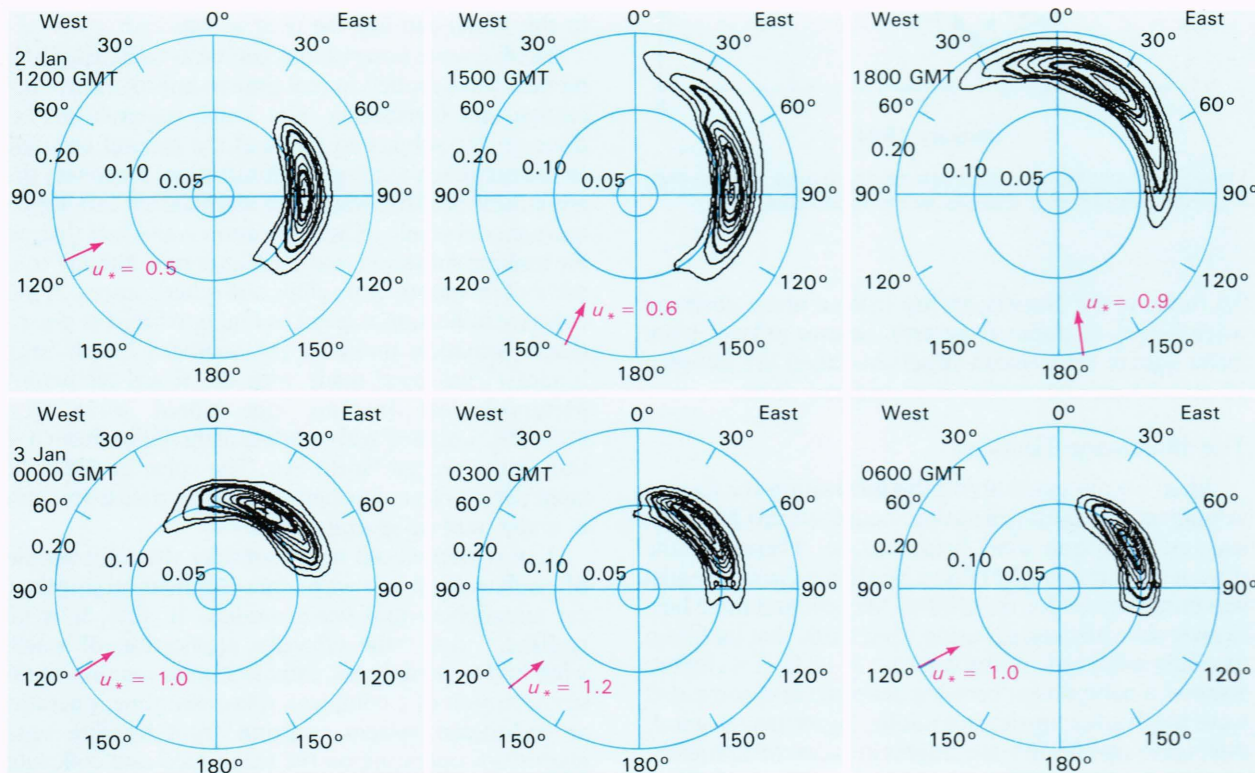 West 0° East
30° 30°
2 Jan
1200 GMT
60° 60°
0.20 0.10 0.05
90° 90°
u* = 0.5
120° 120°
150° 150°
180°
West 0° East
30° 30°
1500 GMT
60° 60°
0.20 0.10 0.05
90° 90°
u* = 0.6
120° 120°
150° 150°
180°
West 0° East
30° 30°
1800 GMT
60° 60°
0.20 0.10 0.05
90° 90°
u* = 0.9
120° 120°
150° 150°
180°
West 0° East
30° 30°
3 Jan
0000 GMT
60° 60°
0.20 0.10 0.05
90° 90°
u* = 1.0
120° 120°
150° 150°
180°
West 0° East
30° 30°
0300 GMT
60° 60°
0.20 0.10 0.05
90° 90°
u* = 1.2
120° 120°
150° 150°
180°
West 0° East
30° 30°
0600 GMT
60° 60°
0.20 0.10 0.05
90° 90°
u* = 1.0
120° 120°
150° 150°
180°